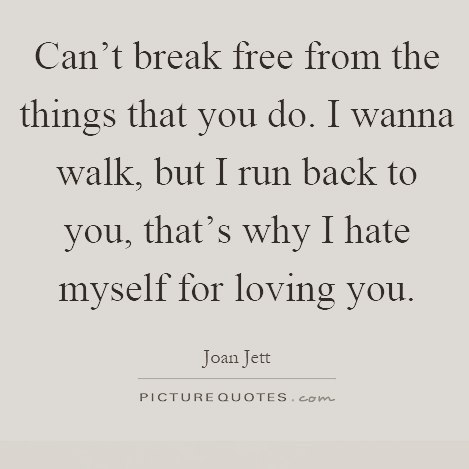 Can’t break free from the
things that you do. I wanna
walk, but I run back to
you, that’s why I hate
myself for loving you.
Joan Jett
PICTUREQUOTES.com